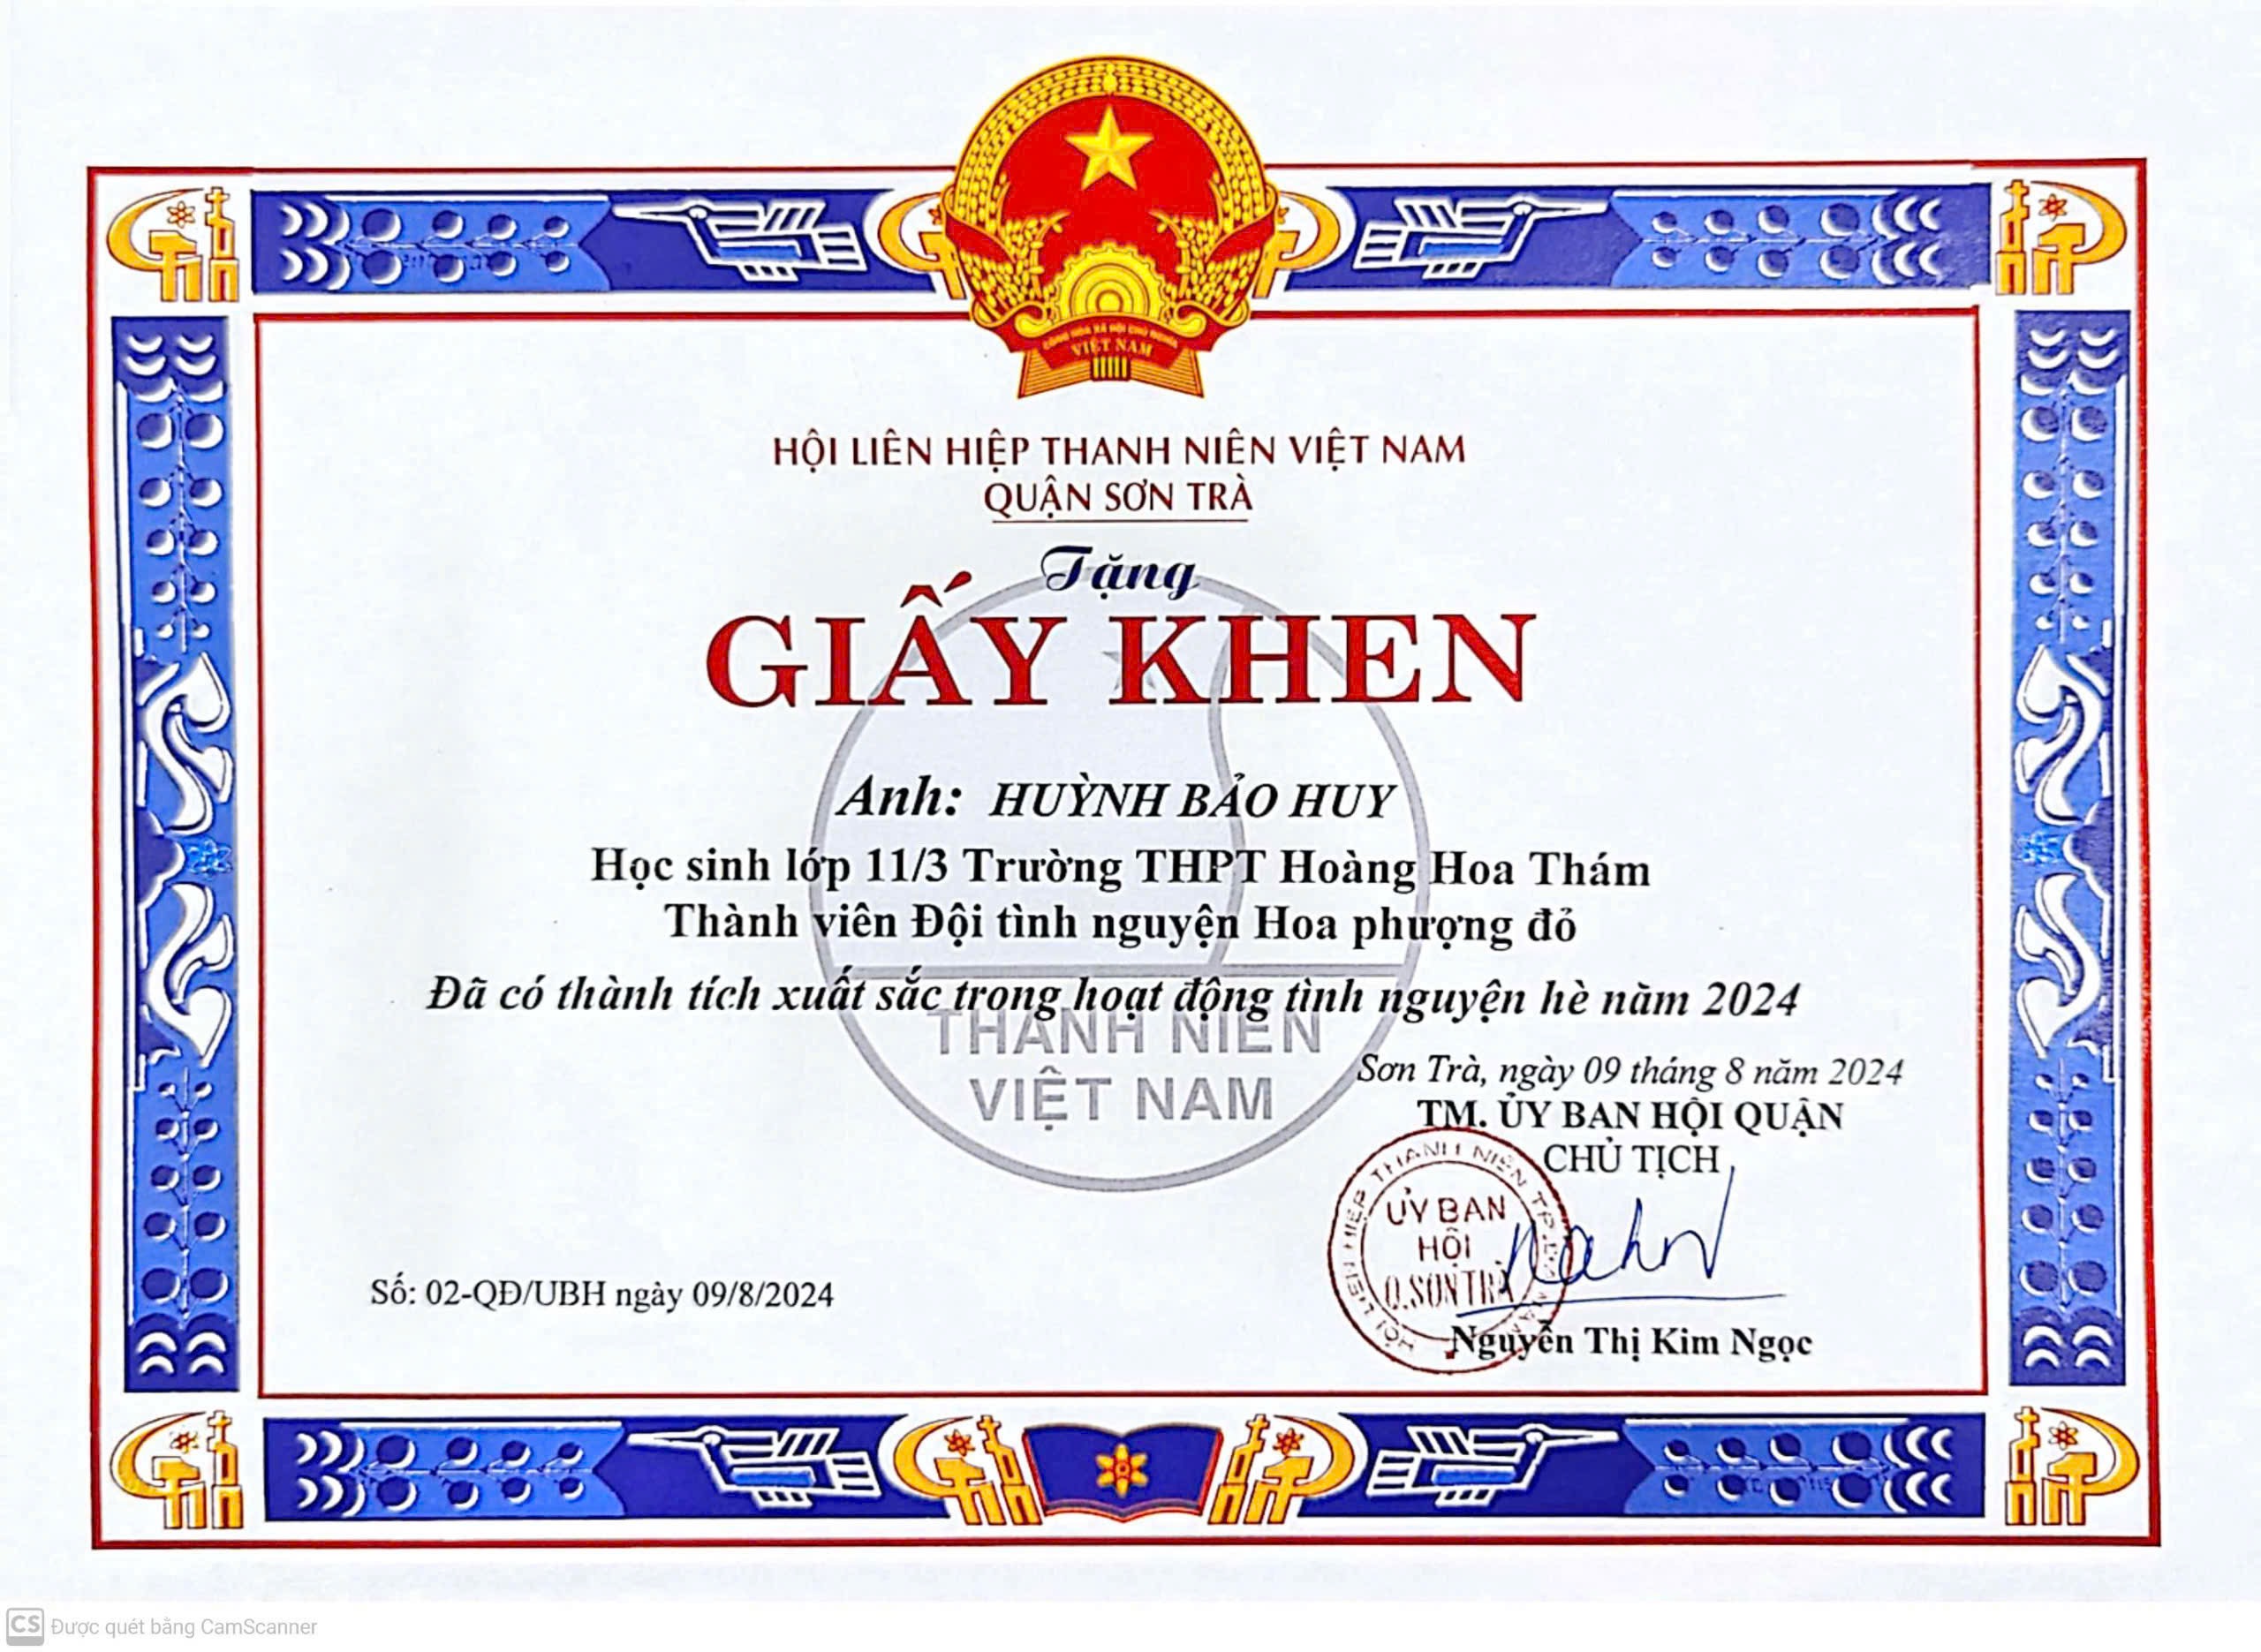 CỘNG HÒA XÃ HỘI CHỦ NGHĨA
VIỆT NAM
HỘI LIÊN HIỆP THANH NIÊN VIỆT NAM
QUẬN SƠN TRÀ
Tặng
GIẤY KHEN
Anh: HUỲNH BẢO HUY
Học sinh lớp 11/3 Trường THPT Hoàng Hoa Thám
Thành viên Đội tình nguyện Hoa phượng đỏ
Đã có thành tích xuất sắc trong hoạt động tình nguyện hè năm 2024
THANH NIÊN
VIỆT NAM
Sơn Trà, ngày 09 tháng 8 năm 2024
TM. ỦY BAN HỘI QUẬN
CHỦ TỊCH
HỘI LIÊN HIỆP THANH NIÊN TP
ỦY BAN
HỘI
Q.SƠN TRÀ
Số: 02-QĐ/UBH ngày 09/8/2024
Nguyễn Thị Kim Ngọc
CS Được quét bằng CamScanner